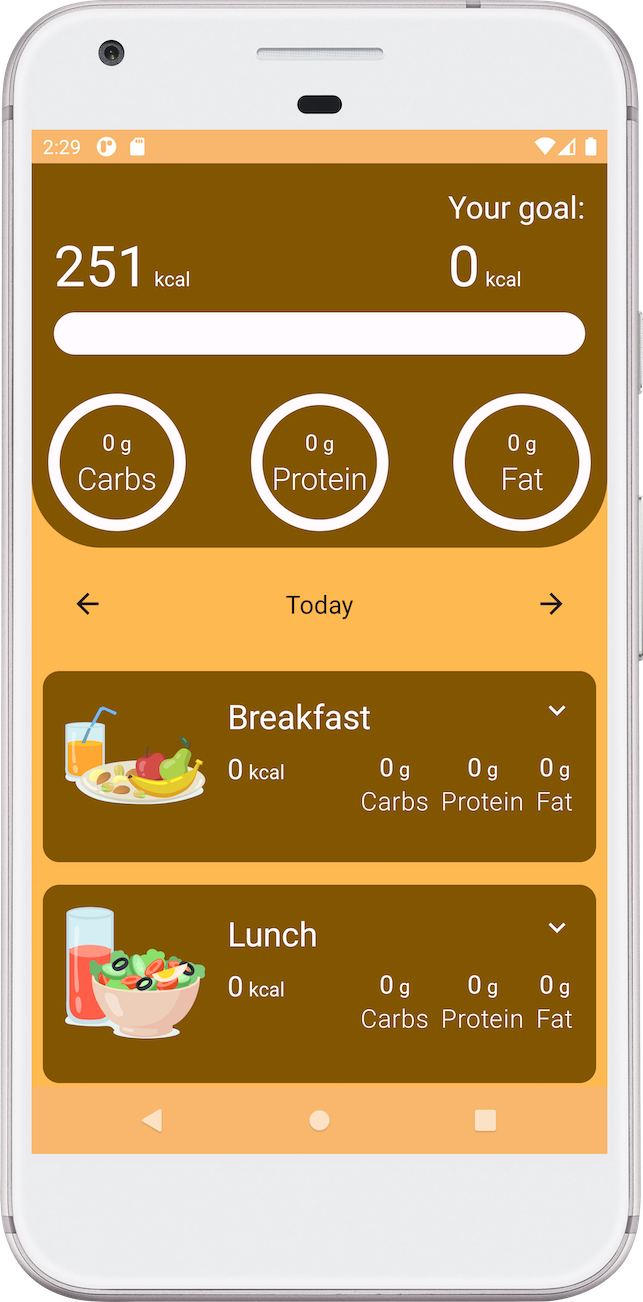 2:29
Your goal:
251 kcal
0 kcal
0 g
Carbs
0 g
Protein
0 g
Fat
Today
Breakfast
0 kcal
0 g
Carbs
0 g
Protein
0 g
Fat
Lunch
0 kcal
0 g
Carbs
0 g
Protein
0 g
Fat